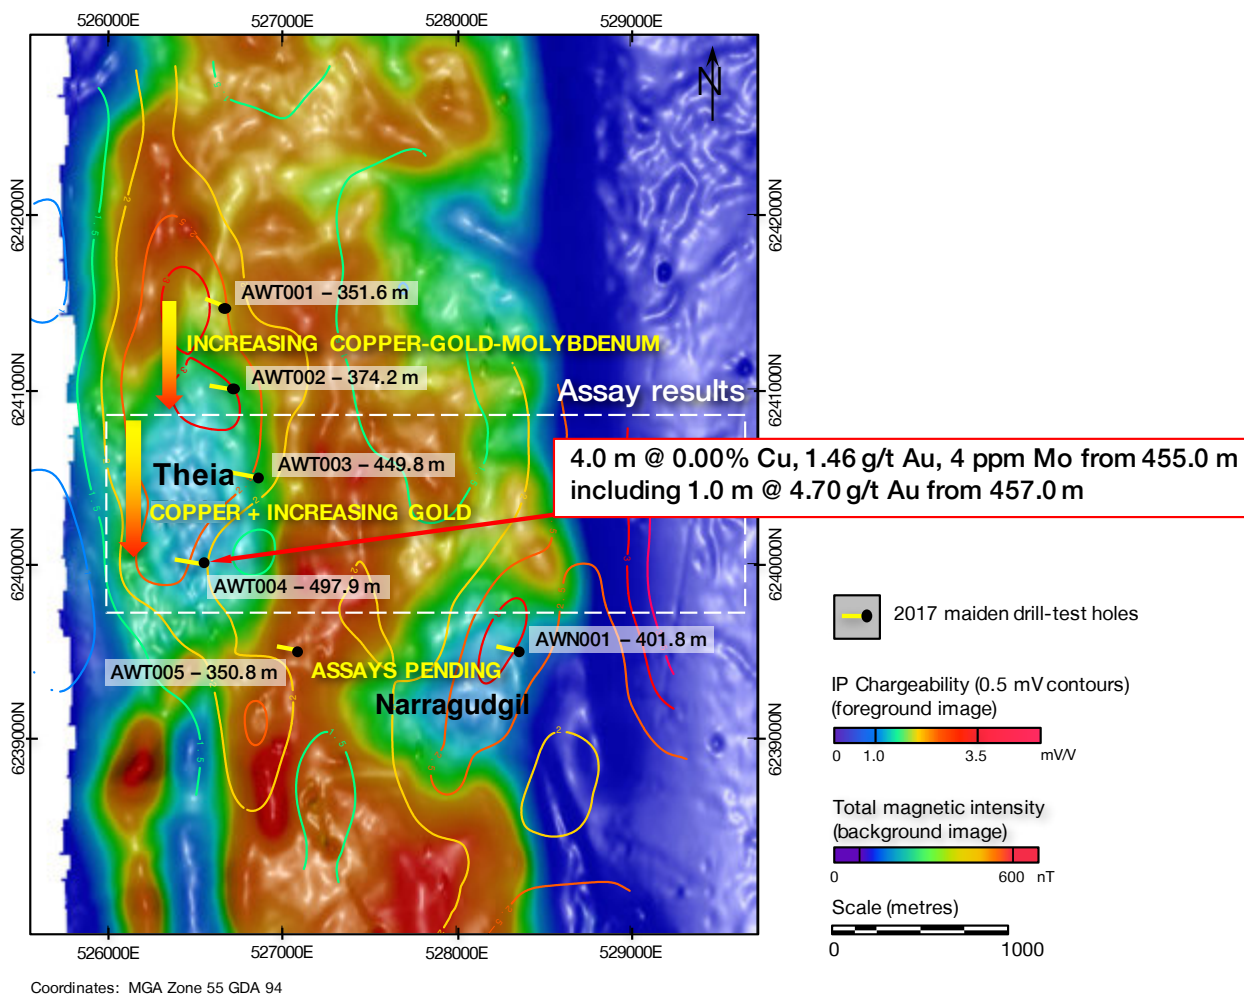 526000E 527000E 528000E 529000E
N
6242000N 6242000N
AWT001 – 351.6 m
INCREASING COPPER-GOLD-MOLYBDENUM
AWT002 – 374.2 m
6241000N 6241000N
Assay results
4.0 m @ 0.00% Cu, 1.46 g/t Au, 4 ppm Mo from 455.0 m
including 1.0 m @ 4.70 g/t Au from 457.0 m
AWT003 – 449.8 m
Theia
COPPER + INCREASING GOLD
6240000N 6240000N
AWT004 – 497.9 m
AWN001 – 401.8 m
AWT005 – 350.8 m
ASSAYS PENDING
Narragudgil
6239000N 6239000N
526000E 527000E 528000E 529000E
2017 maiden drill-test holes
IP Chargeability (0.5 mV contours)
(foreground image)
0 1.0 3.5 mV/V
Total magnetic intensity
(background image)
0 600 nT
Scale (metres)
0 1000
Coordinates: MGA Zone 55 GDA 94